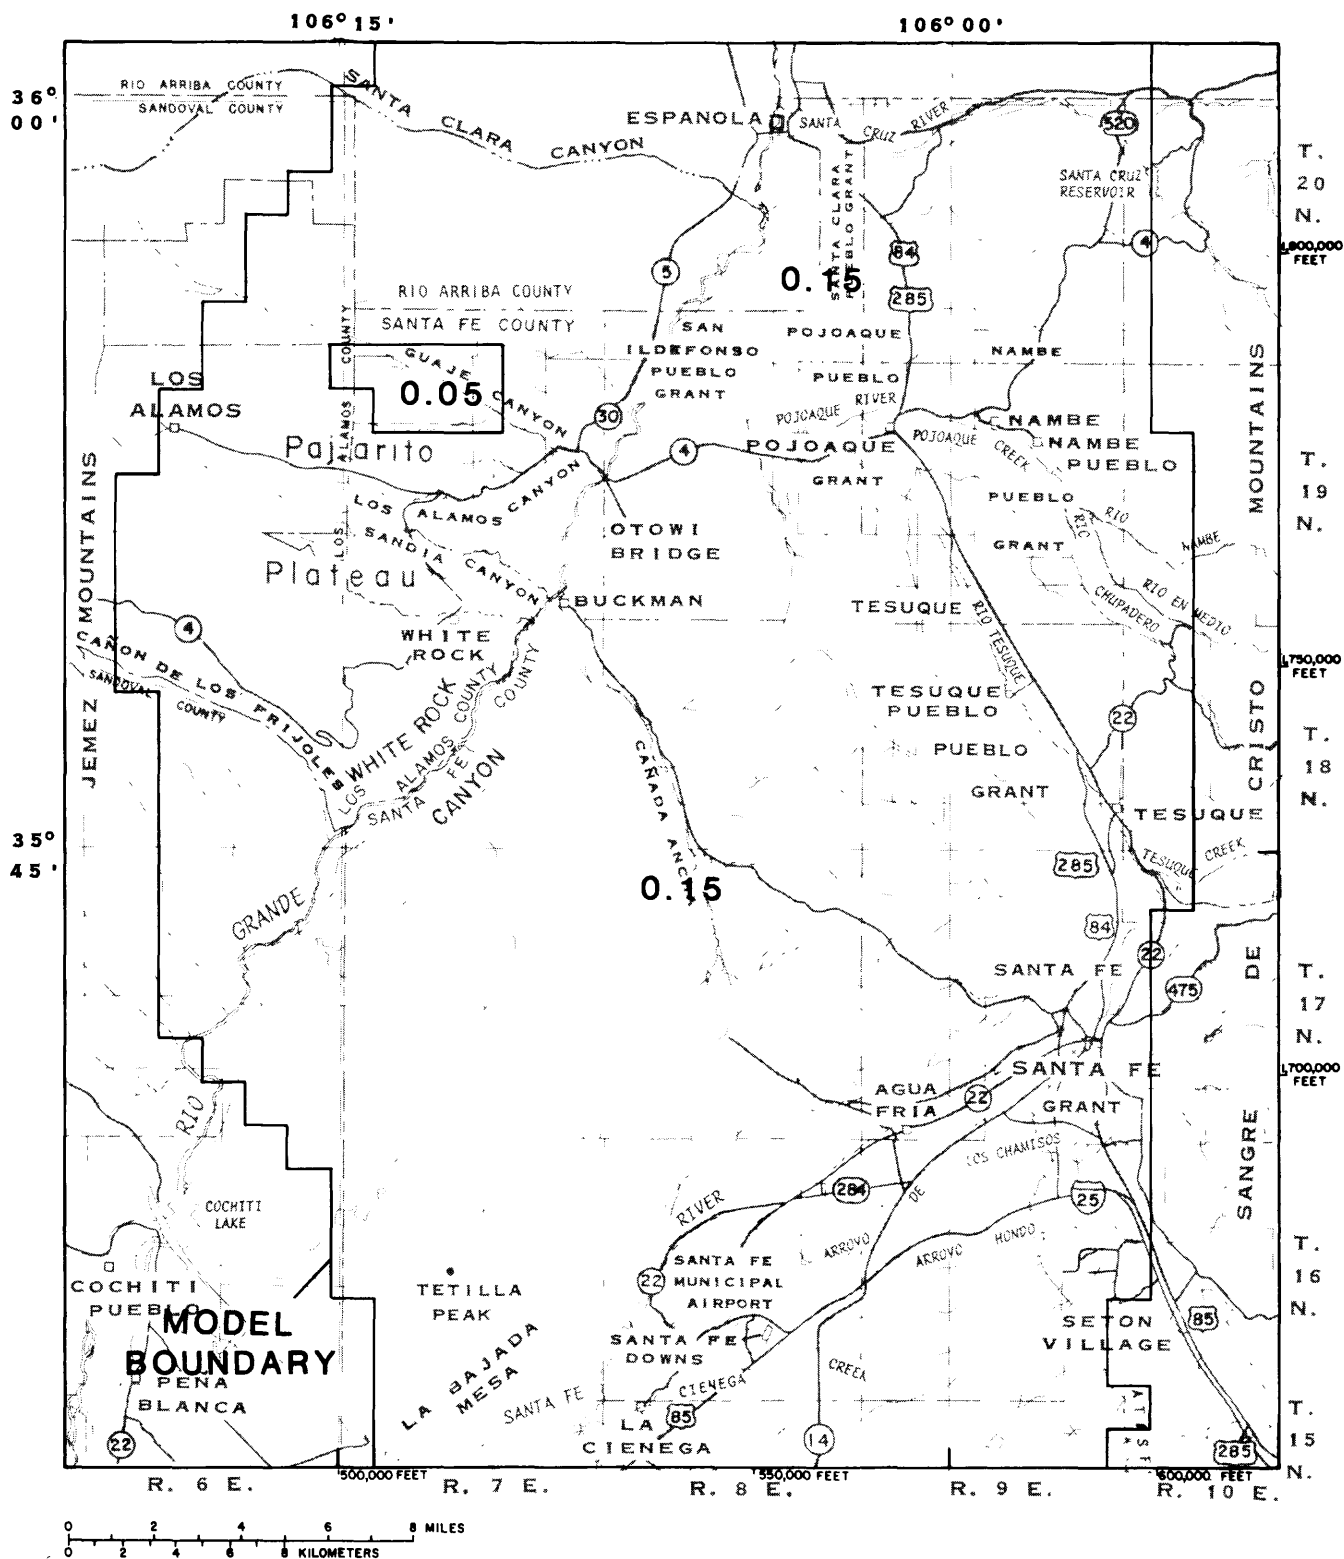 106°15'
106°00'
36°
00'
RIO ARRIBA COUNTY
SANDOVAL COUNTY
SANTA CLARA CANYON
ESPANOLA
SANTA CRUZ RIVER
520
T.
20
N.
SANTA CRUZ
RESERVOIR
SANTA CLARA
PUEBLO GRANT
4
1,800,000
FEET
84
5
0.15
285
RIO ARRIBA COUNTY
SANTA FE COUNTY
LOS ALAMOS COUNTY
SAN
ILDEFONSO
PUEBLO
GRANT
POJOAQUE
PUEBLO
NAMBE
GUAJE CANYON
0.05
LOS
ALAMOS
30
RIVER
POJOAQUE
NAMBE
NAMBE
PUEBLO
Pajarito
4
POJOAQUE
POJOAQUE CREEK
GRANT
T.
19
N.
LOS ALAMOS CANYON
PUEBLO
GRANT
RIO
NAMBE
RIO
SANDIA CANYON
OTOWI
BRIDGE
Plateau
BUCKMAN
TESUQUE
RIO TESUQUE
CHUPADERO
RIO EN MEDIO
4
WHITE
ROCK
CAÑON DE LOS FRIJOLES
SANDOVAL
COUNTY
1,750,000
FEET
JEMEZ MOUNTAINS
WHITE ROCK
CANYON
LOS ALAMOS COUNTY
SANTA FE COUNTY
TESUQUE
PUEBLO
22
PUEBLO
GRANT
T.
18
N.
CAÑADA ANCHA
TESUQUE
TESUQUE CREEK
35°
45'
285
0.15
84
GRANDE
SANTA FE
22
475
T.
17
N.
SANTA FE
1,700,000
FEET
RIO
AGUA
FRIA
22
GRANT
LOS CHAMISOS
SANGRE DE CRISTO MOUNTAINS
284
DE
25
COCHITI
LAKE
RIVER
ARROYO
ARROYO HONDO
T.
16
N.
COCHITI
PUEBLO
TETILLA
PEAK
22
SANTA FE
MUNICIPAL
AIRPORT
MODEL
BOUNDARY
SANTA FE
DOWNS
SETON
VILLAGE
85
PENA
BLANCA
LA BAJADA
MESA
SANTA FE
CIENEGA
CREEK
85
LA
CIENEGA
14
AT & SF
T.
15
N.
22
285
500,000 FEET
550,000 FEET
600,000 FEET
R. 6 E.
R. 7 E.
R. 8 E.
R. 9 E.
R. 10 E.
0 2 4 6 8 MILES
0 2 4 6 8 KILOMETERS